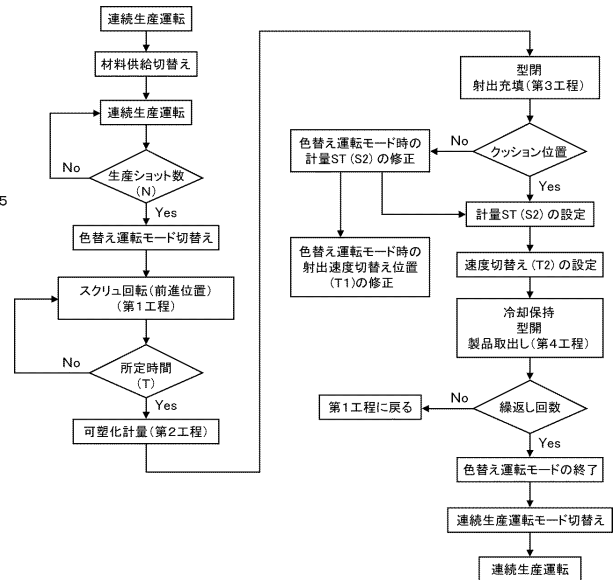 連続生産運転
材料供給切替え
連続生産運転
No
生産ショット数
(N)
5
Yes
色替え運転モード切替え
スクリュ回転(前進位置)
(第1工程)
No
所定時間
(T)
Yes
可塑化計量(第2工程)
型閉
射出充填(第3工程)
No
クッション位置
色替え運転モード時の
計量ST(S2)の修正
Yes
計量ST(S2)の設定
色替え運転モード時の
射出速度切替え位置
(T1)の修正
速度切替え(T2)の設定
冷却保持
型開
製品取出し(第4工程)
No
繰返し回数
第1工程に戻る
Yes
色替え運転モードの終了
連続生産運転モード切替え
連続生産運転